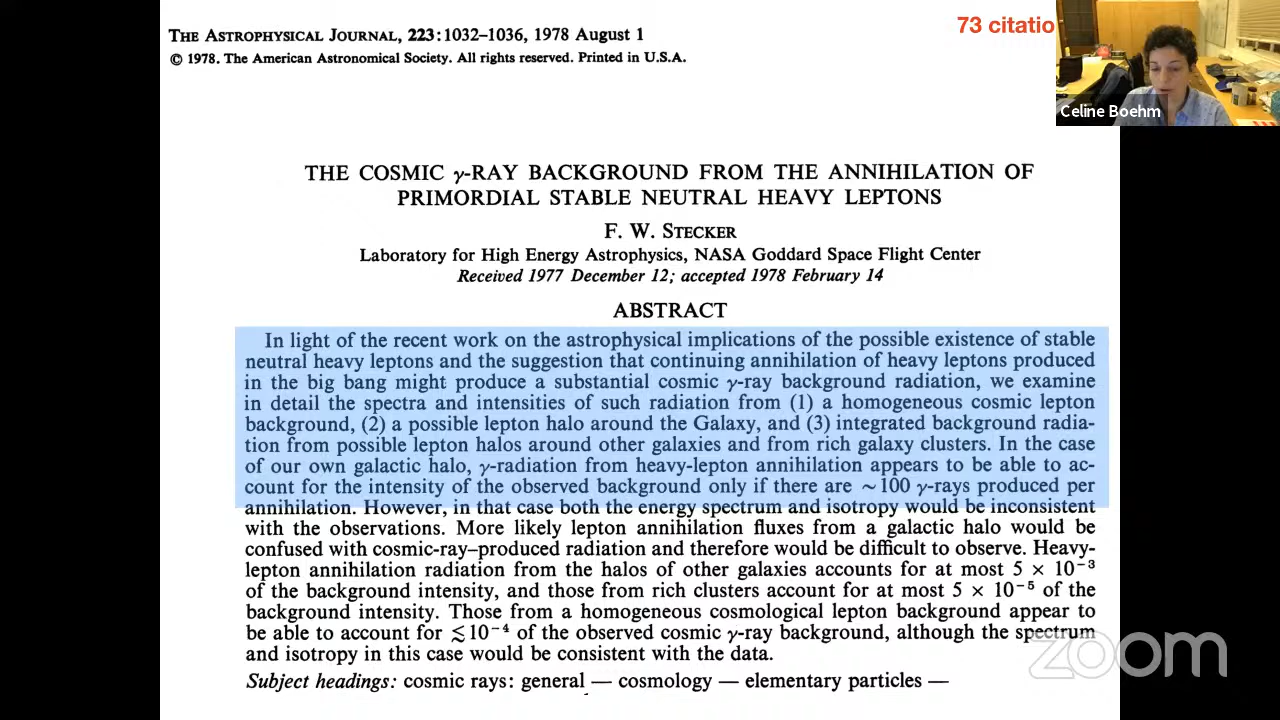 THE ASTROPHYSICAL JOURNAL, 223:1032–1036, 1978 August 1
© 1978. The American Astronomical Society. All rights reserved. Printed in U.S.A.
73 citatio
Celine Boehm
THE COSMIC γ-RAY BACKGROUND FROM THE ANNIHILATION OF
PRIMORDIAL STABLE NEUTRAL HEAVY LEPTONS
F. W. STECKER
Laboratory for High Energy Astrophysics, NASA Goddard Space Flight Center
Received 1977 December 12; accepted 1978 February 14
ABSTRACT
In light of the recent work on the astrophysical implications of the possible existence of stable
neutral heavy leptons and the suggestion that continuing annihilation of heavy leptons produced
in the big bang might produce a substantial cosmic γ-ray background radiation, we examine
in detail the spectra and intensities of such radiation from (1) a homogeneous cosmic lepton
background, (2) a possible lepton halo around the Galaxy, and (3) integrated background radia-
tion from possible lepton halos around other galaxies and from rich galaxy clusters. In the case
of our own galactic halo, γ-radiation from heavy-lepton annihilation appears to be able to ac-
count for the intensity of the observed background only if there are ~100 γ-rays produced per
annihilation. However, in that case both the energy spectrum and isotropy would be inconsistent
with the observations. More likely lepton annihilation fluxes from a galactic halo would be
confused with cosmic-ray–produced radiation and therefore would be difficult to observe. Heavy-
lepton annihilation radiation from the halos of other galaxies accounts for at most 5 × 10⁻³
of the background intensity, and those from rich clusters account for at most 5 × 10⁻⁵ of the
background intensity. Those from a homogeneous cosmological lepton background appear to
be able to account for ≲10⁻⁴ of the observed cosmic γ-ray background, although the spectrum
and isotropy in this case would be consistent with the data.
Subject headings: cosmic rays: general — cosmology — elementary particles —
zoom